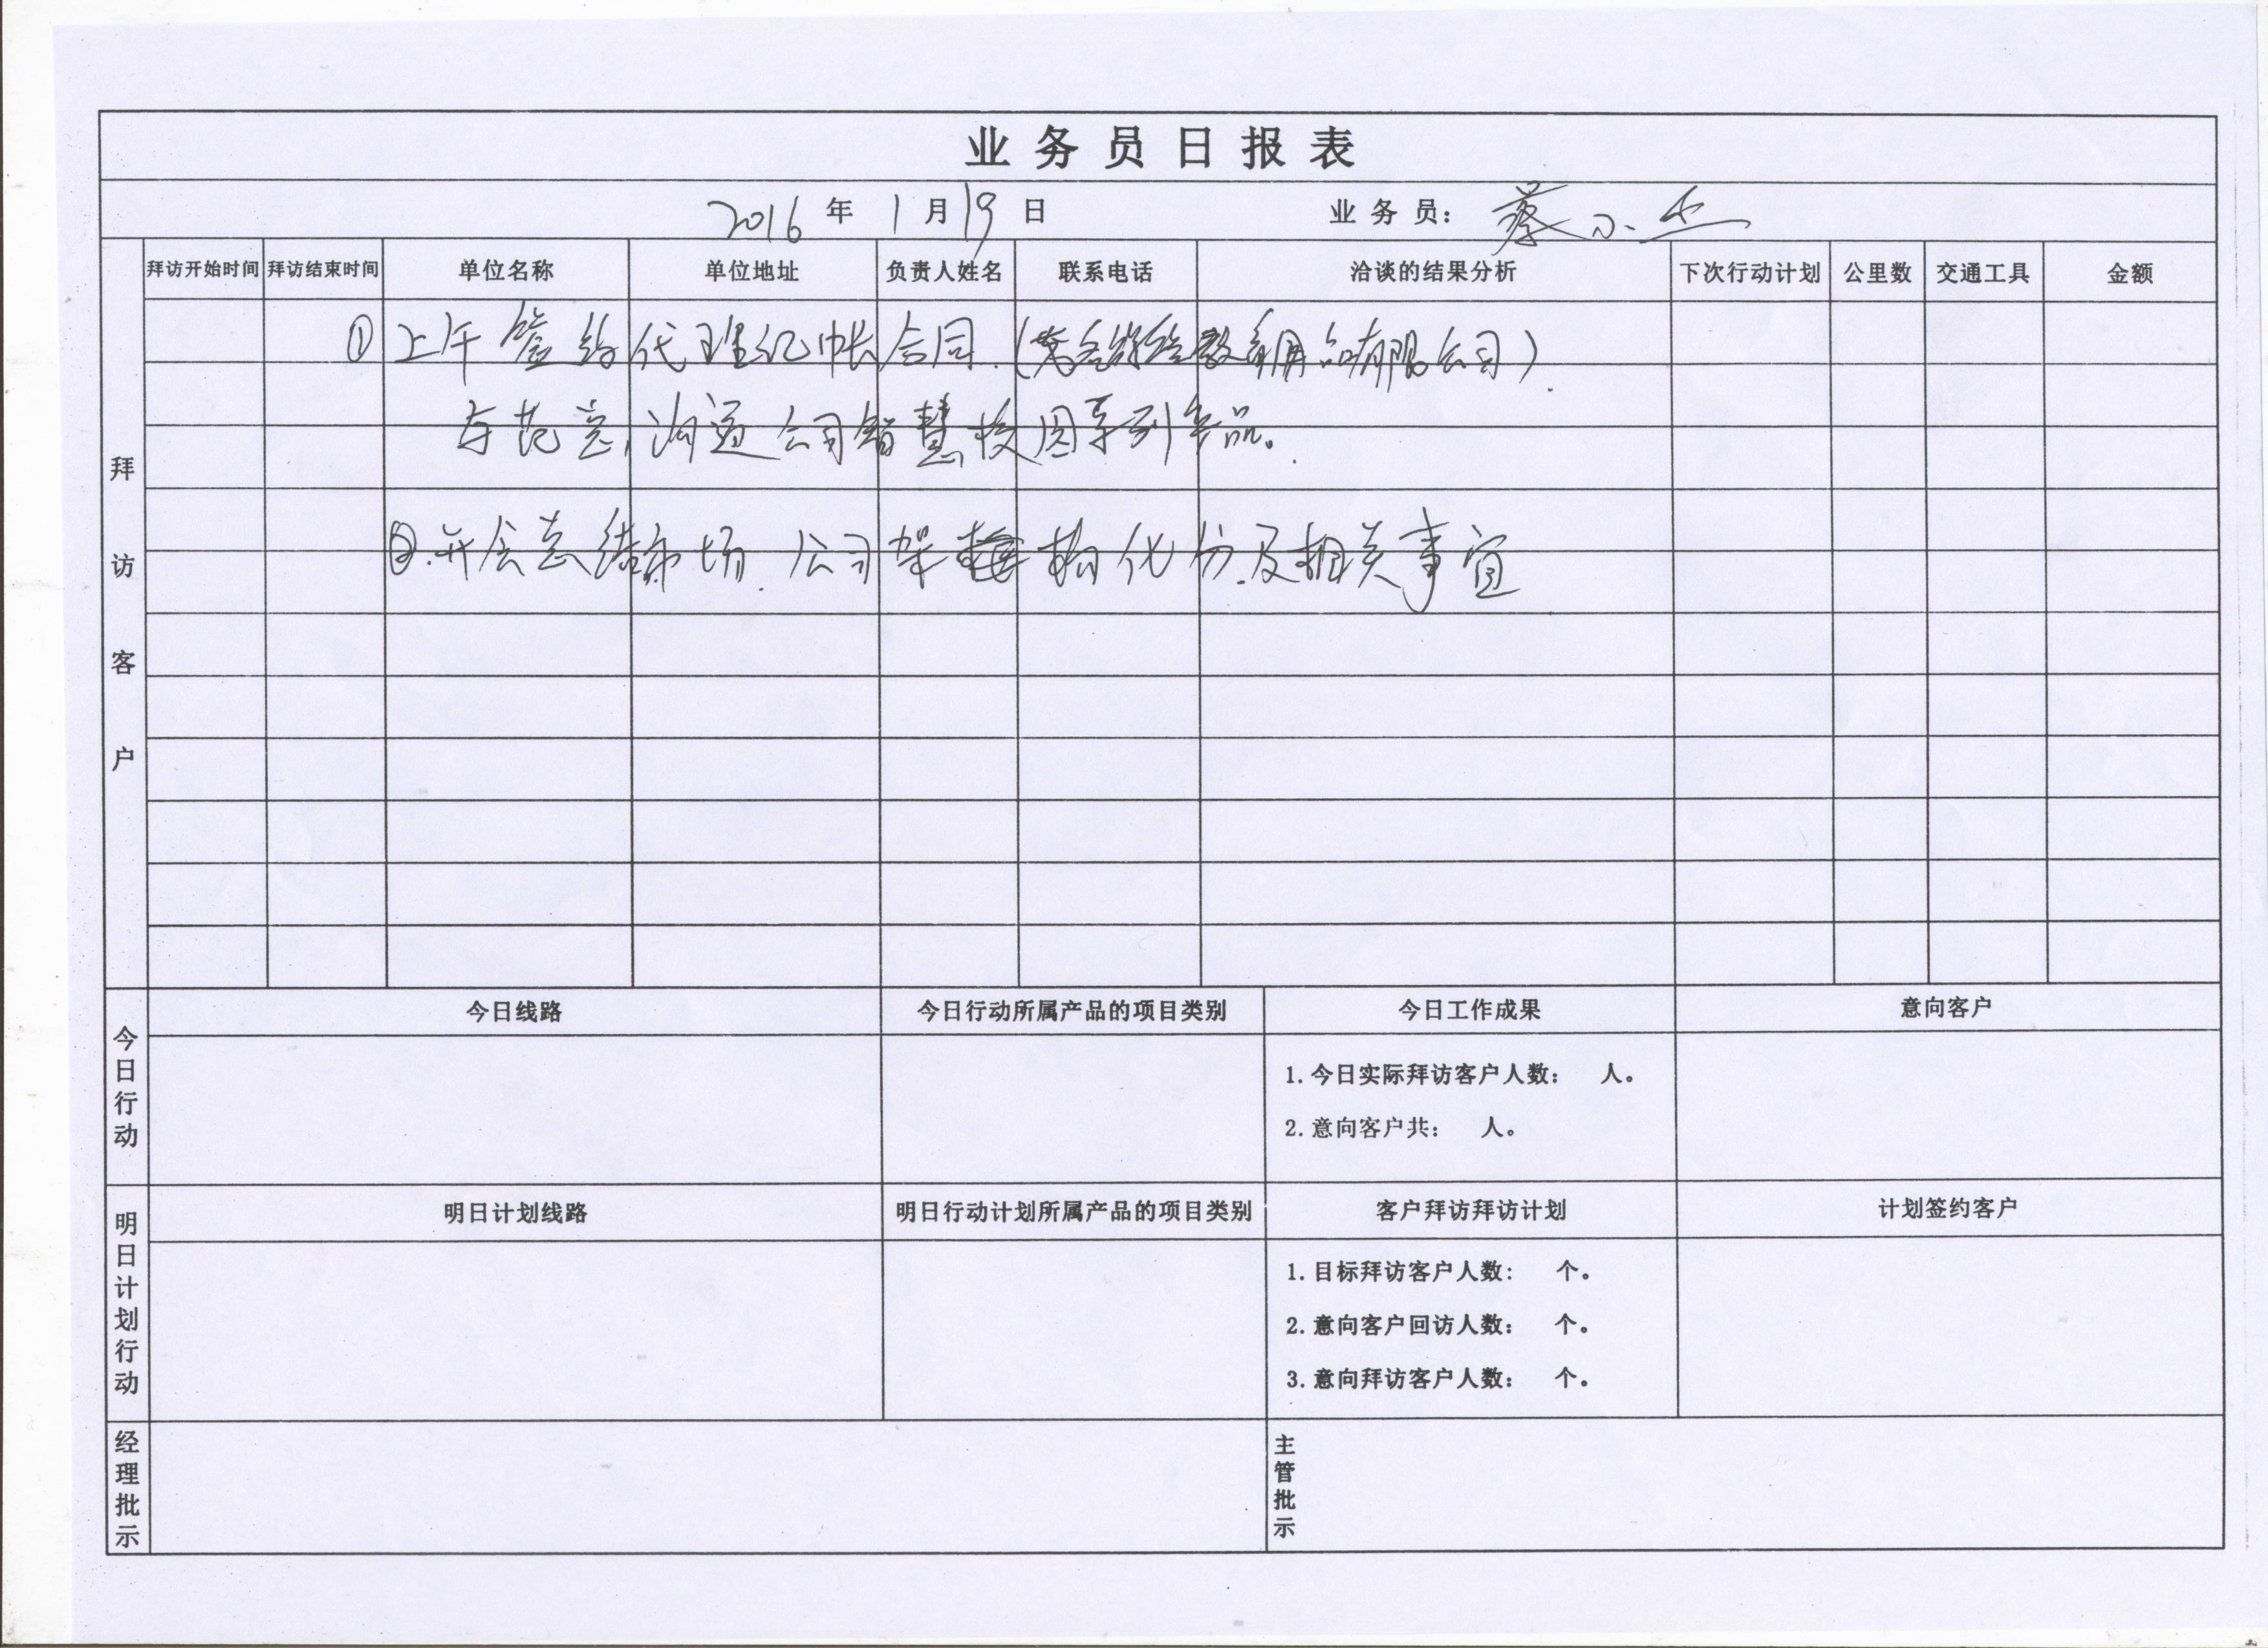 业务员日报表
2016 年 1 月 19 日 业务员： 蔡小
拜访客户
拜访开始时间 拜访结束时间 单位名称 单位地址 负责人姓名 联系电话 洽谈的结果分析 下次行动计划 公里数 交通工具 金额
① 上午签约代理记帐合同.(教育用品有限公司).
与范总, 沟通公司智慧校园系列产品。
②.开会总结市场. 公司架构化份.及相关事宜
今日行动
今日线路 今日行动所属产品的项目类别 今日工作成果 意向客户
1.今日实际拜访客户人数： 人。
2.意向客户共： 人。
明日计划行动
明日计划线路 明日行动计划所属产品的项目类别 客户拜访拜访计划 计划签约客户
1.目标拜访客户人数： 个。
2.意向客户回访人数： 个。
3.意向拜访客户人数： 个。
经理批示 主管批示